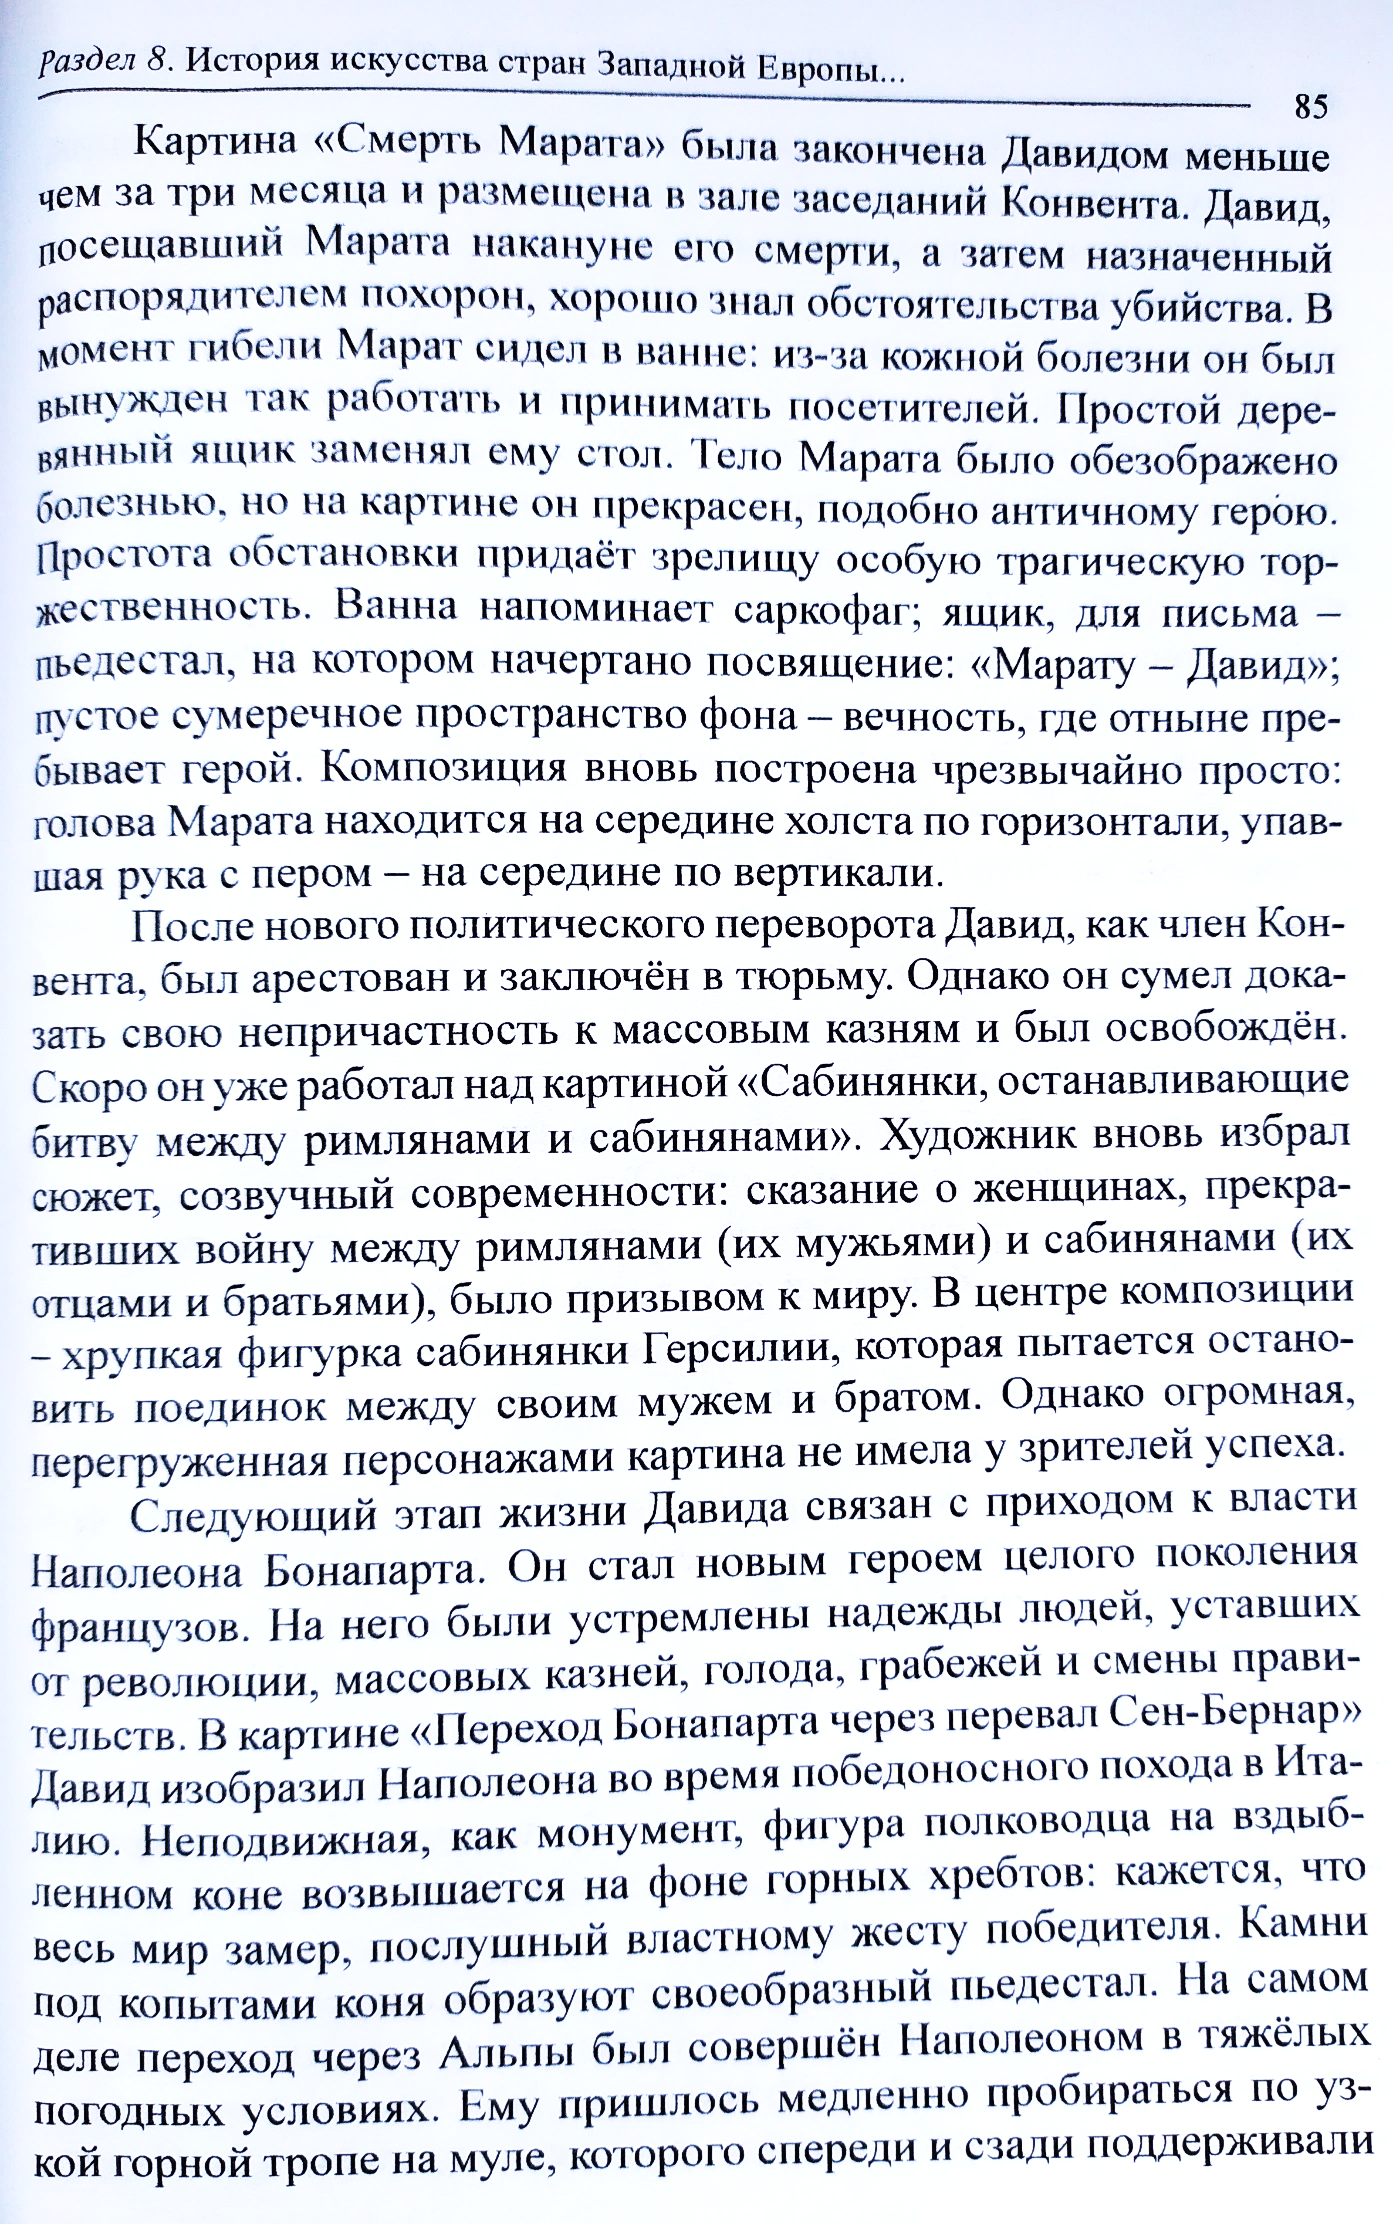 Раздел 8. История искусства стран Западной Европы...
85
Картина «Смерть Марата» была закончена Давидом меньше
чем за три месяца и размещена в зале заседаний Конвента. Давид,
посещавший Марата накануне его смерти, а затем назначенный
распорядителем похорон, хорошо знал обстоятельства убийства. В
момент гибели Марат сидел в ванне: из-за кожной болезни он был
вынужден так работать и принимать посетителей. Простой дере-
вянный ящик заменял ему стол. Тело Марата было обезображено
болезнью, но на картине он прекрасен, подобно античному герою.
Простота обстановки придаёт зрелищу особую трагическую тор-
жественность. Ванна напоминает саркофаг; ящик, для письма –
пьедестал, на котором начертано посвящение: «Марату – Давид»;
пустое сумеречное пространство фона – вечность, где отныне пре-
бывает герой. Композиция вновь построена чрезвычайно просто:
голова Марата находится на середине холста по горизонтали, упав-
шая рука с пером – на середине по вертикали.
После нового политического переворота Давид, как член Кон-
вента, был арестован и заключён в тюрьму. Однако он сумел дока-
зать свою непричастность к массовым казням и был освобождён.
Скоро он уже работал над картиной «Сабинянки, останавливающие
битву между римлянами и сабинянами». Художник вновь избрал
сюжет, созвучный современности: сказание о женщинах, прекра-
тивших войну между римлянами (их мужьями) и сабинянами (их
отцами и братьями), было призывом к миру. В центре композиции
– хрупкая фигурка сабинянки Герсилии, которая пытается остано-
вить поединок между своим мужем и братом. Однако огромная,
перегруженная персонажами картина не имела у зрителей успеха.
Следующий этап жизни Давида связан с приходом к власти
Наполеона Бонапарта. Он стал новым героем целого поколения
французов. На него были устремлены надежды людей, уставших
от революции, массовых казней, голода, грабежей и смены прави-
тельств. В картине «Переход Бонапарта через перевал Сен-Бернар»
Давид изобразил Наполеона во время победоносного похода в Ита-
лию. Неподвижная, как монумент, фигура полководца на вздыб-
ленном коне возвышается на фоне горных хребтов: кажется, что
весь мир замер, послушный властному жесту победителя. Камни
под копытами коня образуют своеобразный пьедестал. На самом
деле переход через Альпы был совершён Наполеоном в тяжёлых
погодных условиях. Ему пришлось медленно пробираться по уз-
кой горной тропе на муле, которого спереди и сзади поддерживали